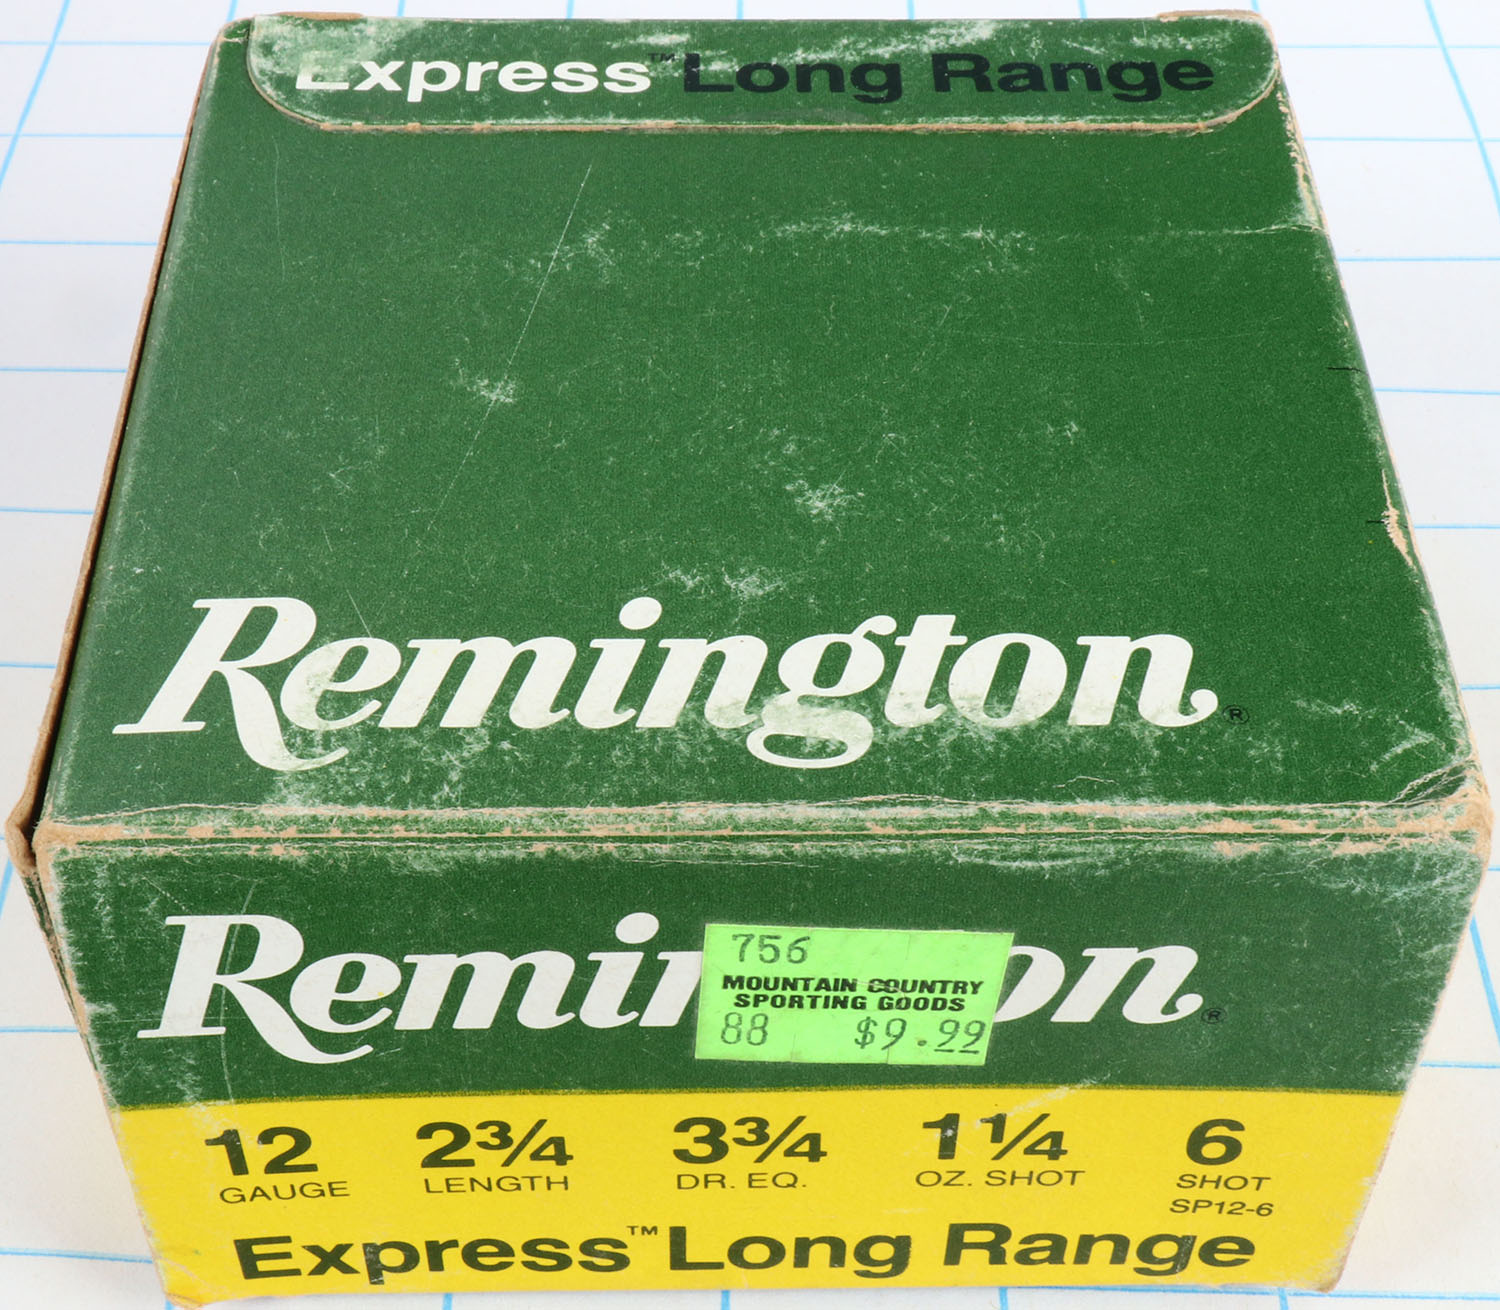 Express™ Long Range
Remington®
Remin on®
756
MOUNTAIN COUNTRY
SPORTING GOODS
88 $9.99
12 2¾ 3¾ 1¼ 6
GAUGE LENGTH DR. EQ. OZ. SHOT SHOT
SP12-6
Express™ Long Range